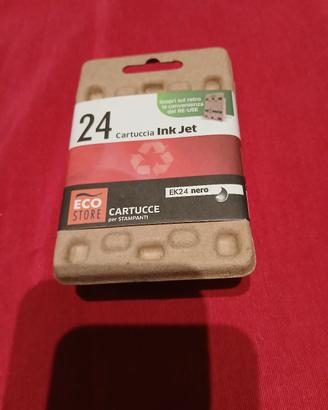 Scopri sul retro
la convenienza
del RE-USE
24 Cartuccia Ink Jet
EK24 nero
ECO
STORE
CARTUCCE
per STAMPANTI